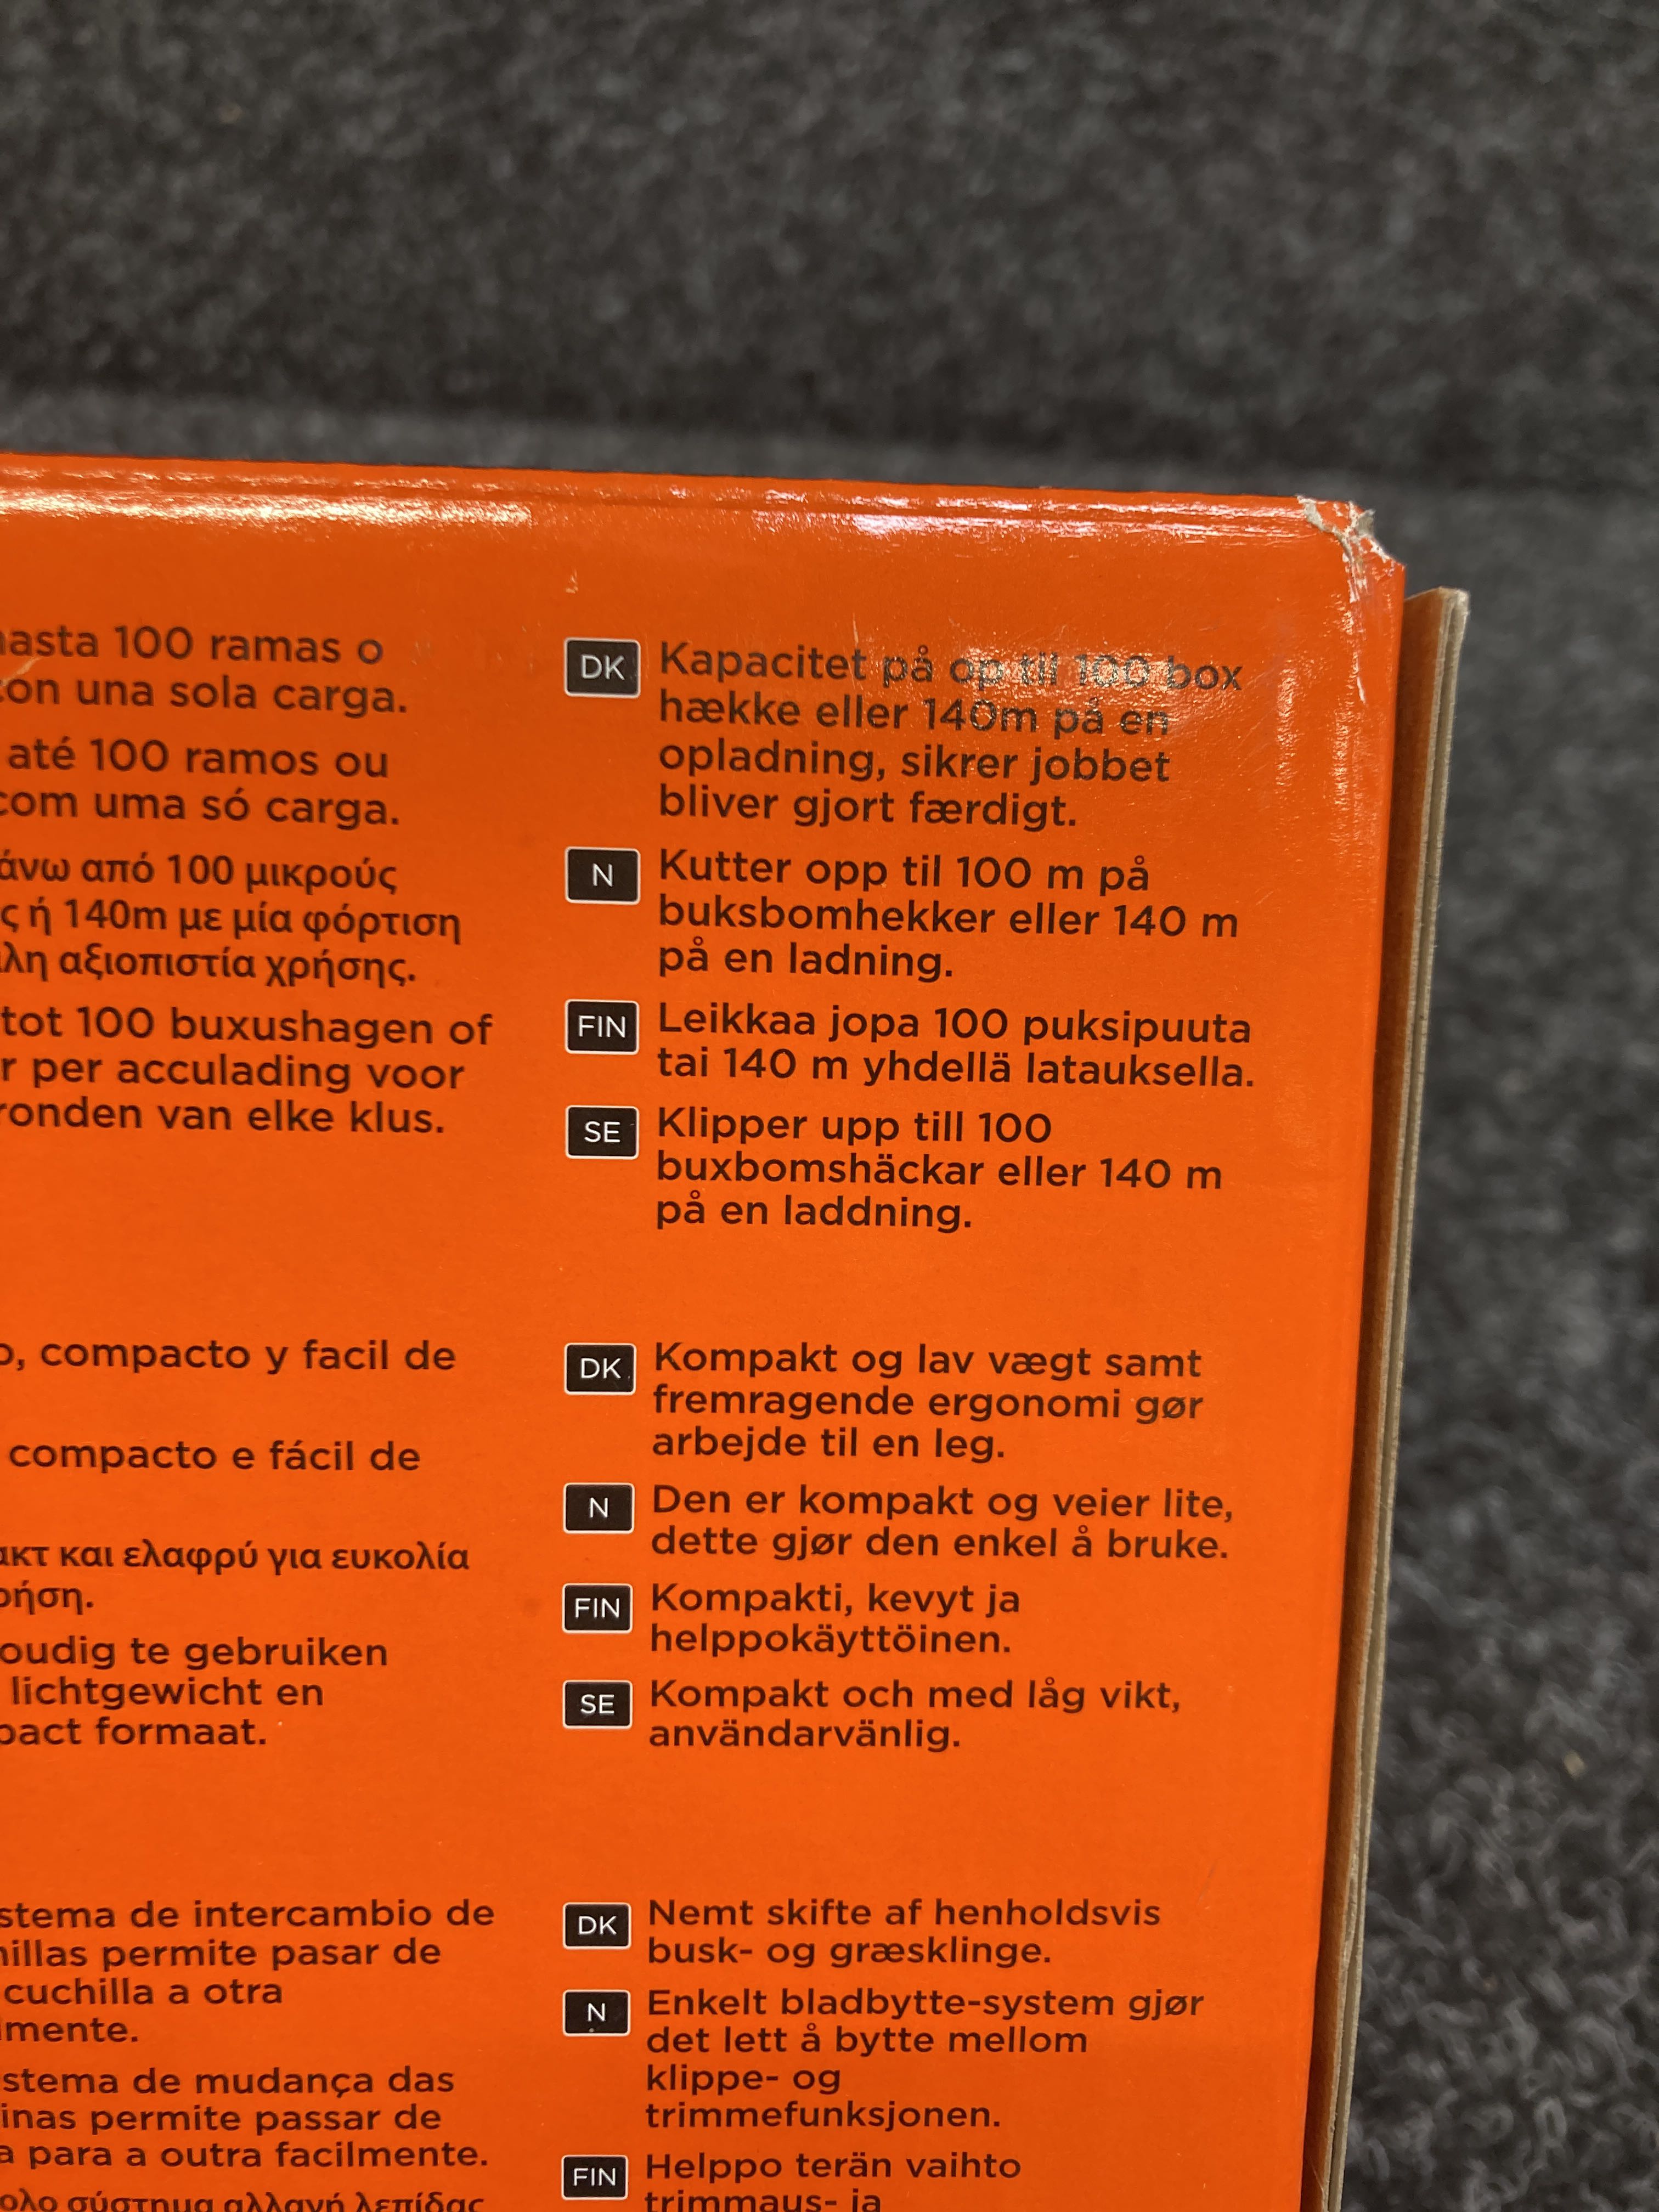 hasta 100 ramas o
con una sola carga.
até 100 ramos ou
com uma só carga.
άνω από 100 μικρούς
ς ή 140m με μία φόρτιση
λη αξιοπιστία χρήσης.
tot 100 buxushagen of
r per acculading voor
ronden van elke klus.
DK Kapacitet på op til 100 box
hække eller 140m på en
opladning, sikrer jobbet
bliver gjort færdigt.
N Kutter opp til 100 m på
buksbomhekker eller 140 m
på en ladning.
FIN Leikkaa jopa 100 puksipuuta
tai 140 m yhdellä latauksella.
SE Klipper upp till 100
buxbomshäckar eller 140 m
på en laddning.
o, compacto y facil de
compacto e fácil de
ακτ και ελαφρύ για ευκολία
ρήση.
oudig te gebruiken
lichtgewicht en
pact formaat.
DK Kompakt og lav vægt samt
fremragende ergonomi gør
arbejde til en leg.
N Den er kompakt og veier lite,
dette gjør den enkel å bruke.
FIN Kompakti, kevyt ja
helppokäyttöinen.
SE Kompakt och med låg vikt,
användarvänlig.
stema de intercambio de
hillas permite pasar de
cuchilla a otra
lmente.
stema de mudança das
inas permite passar de
a para a outra facilmente.
ολο σύστημα αλλαγή λεπίδας
DK Nemt skifte af henholdsvis
busk- og græsklinge.
N Enkelt bladbytte-system gjør
det lett å bytte mellom
klippe- og
trimmefunksjonen.
FIN Helppo terän vaihto
trimmaus- ja